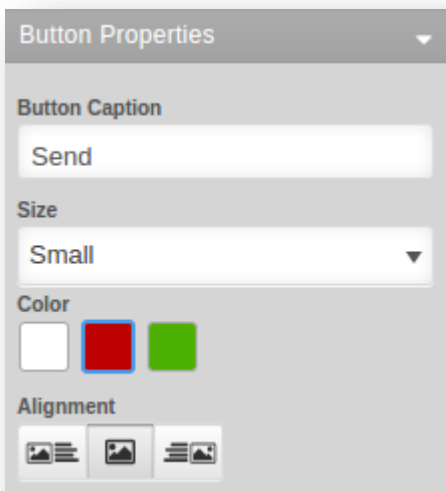 Button Properties
Button Caption
Send
Size
Small
Color
Alignment